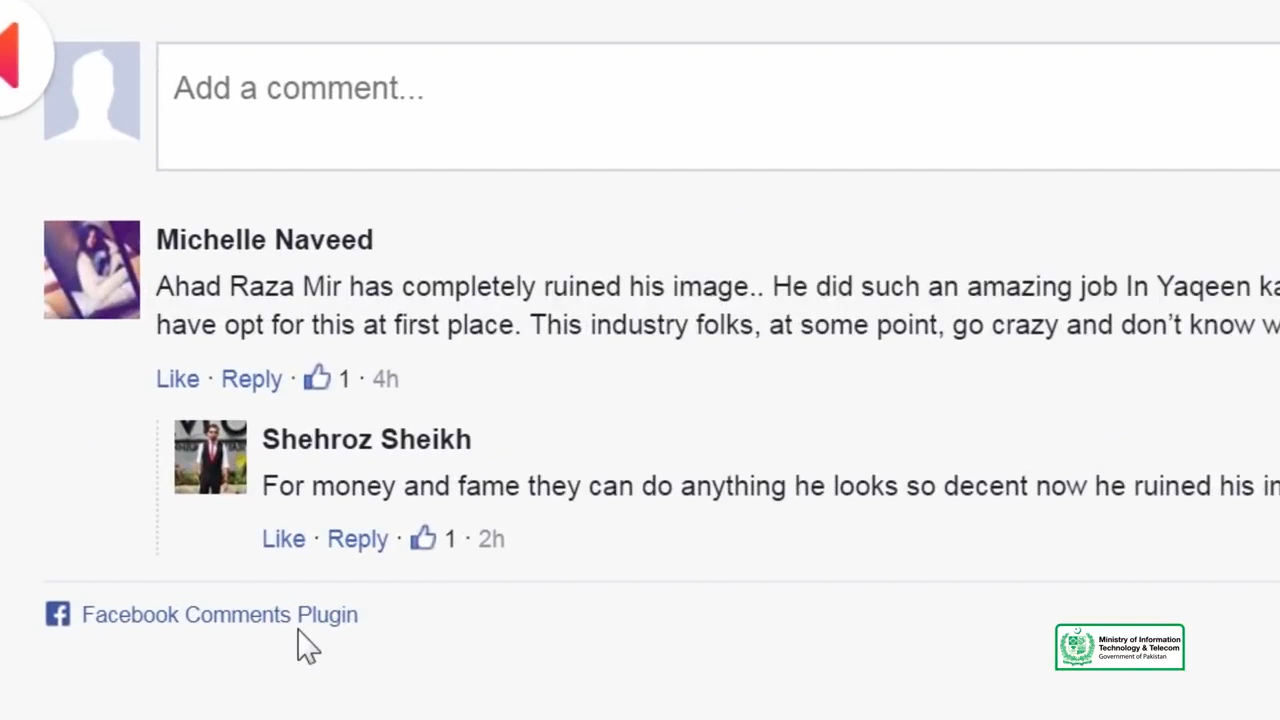 Add a comment...
Michelle Naveed
Ahad Raza Mir has completely ruined his image.. He did such an amazing job In Yaqeen ka
have opt for this at first place. This industry folks, at some point, go crazy and don’t know w
Like · Reply · 1 · 4h
Shehroz Sheikh
For money and fame they can do anything he looks so decent now he ruined his im
Like · Reply · 1 · 2h
Facebook Comments Plugin
Ministry of Information
Technology & Telecom
Government of Pakistan